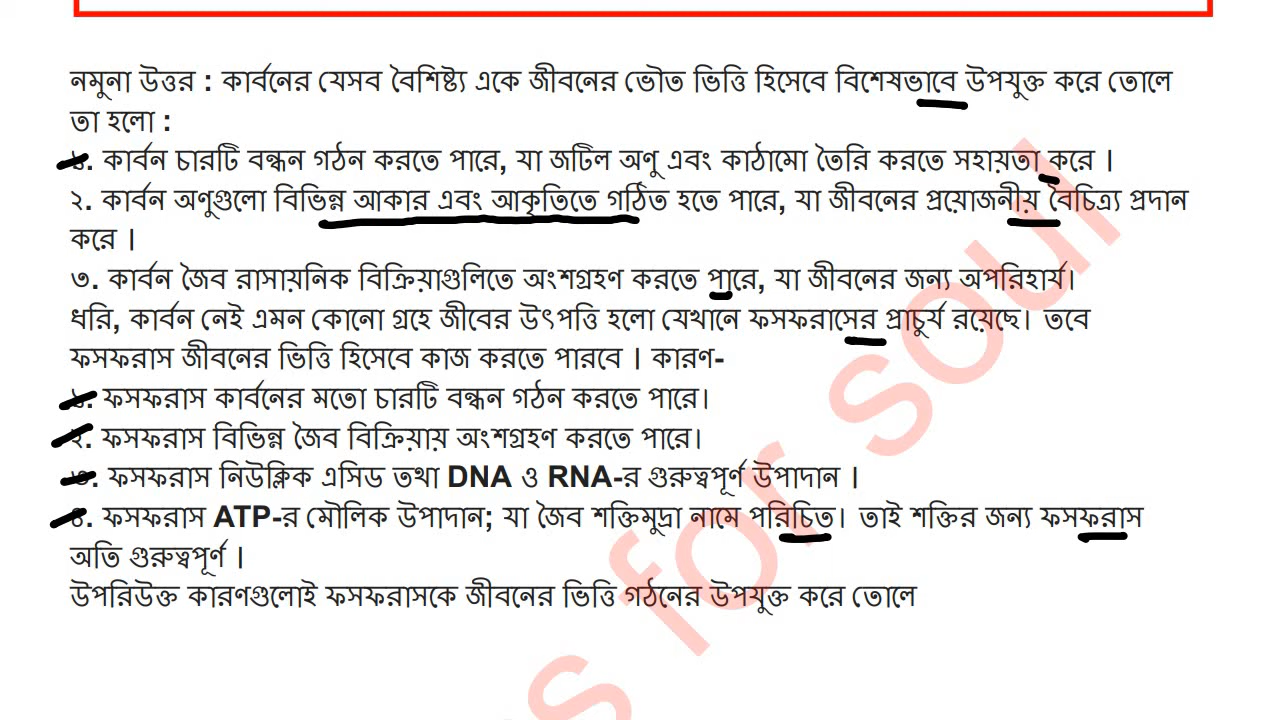 নমুনা উত্তর : কার্বনের যেসব বৈশিষ্ট্য একে জীবনের ভৌত ভিত্তি হিসেবে বিশেষভাবে উপযুক্ত করে তোলে
তা হলো :
১. কার্বন চারটি বন্ধন গঠন করতে পারে, যা জটিল অণু এবং কাঠামো তৈরি করতে সহায়তা করে ।
২. কার্বন অণুগুলো বিভিন্ন আকার এবং আকৃতিতে গঠিত হতে পারে, যা জীবনের প্রয়োজনীয় বৈচিত্র্য প্রদান
করে ।
৩. কার্বন জৈব রাসায়নিক বিক্রিয়াগুলিতে অংশগ্রহণ করতে পারে, যা জীবনের জন্য অপরিহার্য।
ধরি, কার্বন নেই এমন কোনো গ্রহে জীবের উৎপত্তি হলো যেখানে ফসফরাসের প্রাচুর্য রয়েছে। তবে
ফসফরাস জীবনের ভিত্তি হিসেবে কাজ করতে পারবে । কারণ-
১. ফসফরাস কার্বনের মতো চারটি বন্ধন গঠন করতে পারে।
২. ফসফরাস বিভিন্ন জৈব বিক্রিয়ায় অংশগ্রহণ করতে পারে।
৩. ফসফরাস নিউক্লিক এসিড তথা DNA ও RNA-র গুরুত্বপূর্ণ উপাদান ।
৪. ফসফরাস ATP-র মৌলিক উপাদান; যা জৈব শক্তিমুদ্রা নামে পরিচিত। তাই শক্তির জন্য ফসফরাস
অতি গুরুত্বপূর্ণ ।
উপরিউক্ত কারণগুলোই ফসফরাসকে জীবনের ভিত্তি গঠনের উপযুক্ত করে তোলে
s for soul